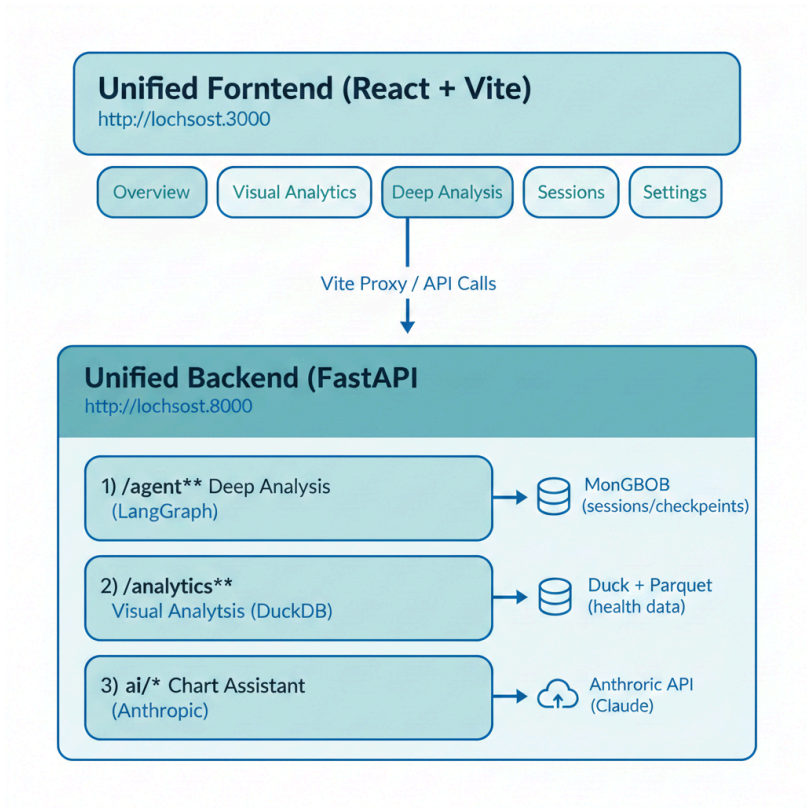 Unified Forntend (React + Vite)
http://lochsost.3000
Overview
Visual Analytics
Deep Analysis
Sessions
Settings
Vite Proxy / API Calls
Unified Backend (FastAPI
http://lochsost.8000
1) /agent** Deep Analysis
(LangGraph)
MonGBOB
(sessions/checkpeints)
2) /analytics**
Visual Analytsis (DuckDB)
Duck + Parquet
(health data)
3) ai/* Chart Assistant
(Anthropic)
Anthroric API
(Claude)